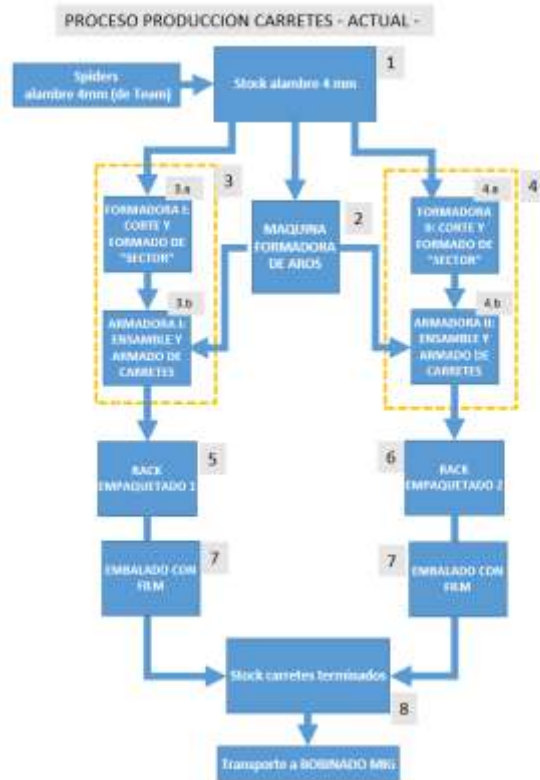 PROCESO PRODUCCION CARRETES - ACTUAL -
1
Spiders
alambre 4mm (de Team)
Stock alambre 4 mm
3
3.a
FORMADORA I:
CORTE Y
FORMADO DE
"SECTOR"
3.b
ARMADORA I:
ENSAMBLE Y
ARMADO DE
CARRETES
2
MAQUINA
FORMADORA
DE AROS
4
4.a
FORMADORA
II: CORTE Y
FORMADO DE
"SECTOR"
4.b
ARMADORA II:
ENSAMBLE Y
ARMADO DE
CARRETES
5
RACK
EMPAQUETADO 1
6
RACK
EMPAQUETADO 2
7
EMBALADO CON
FILM
7
EMBALADO CON
FILM
Stock carretes terminados
8
Transporte a BOBINADO MIG